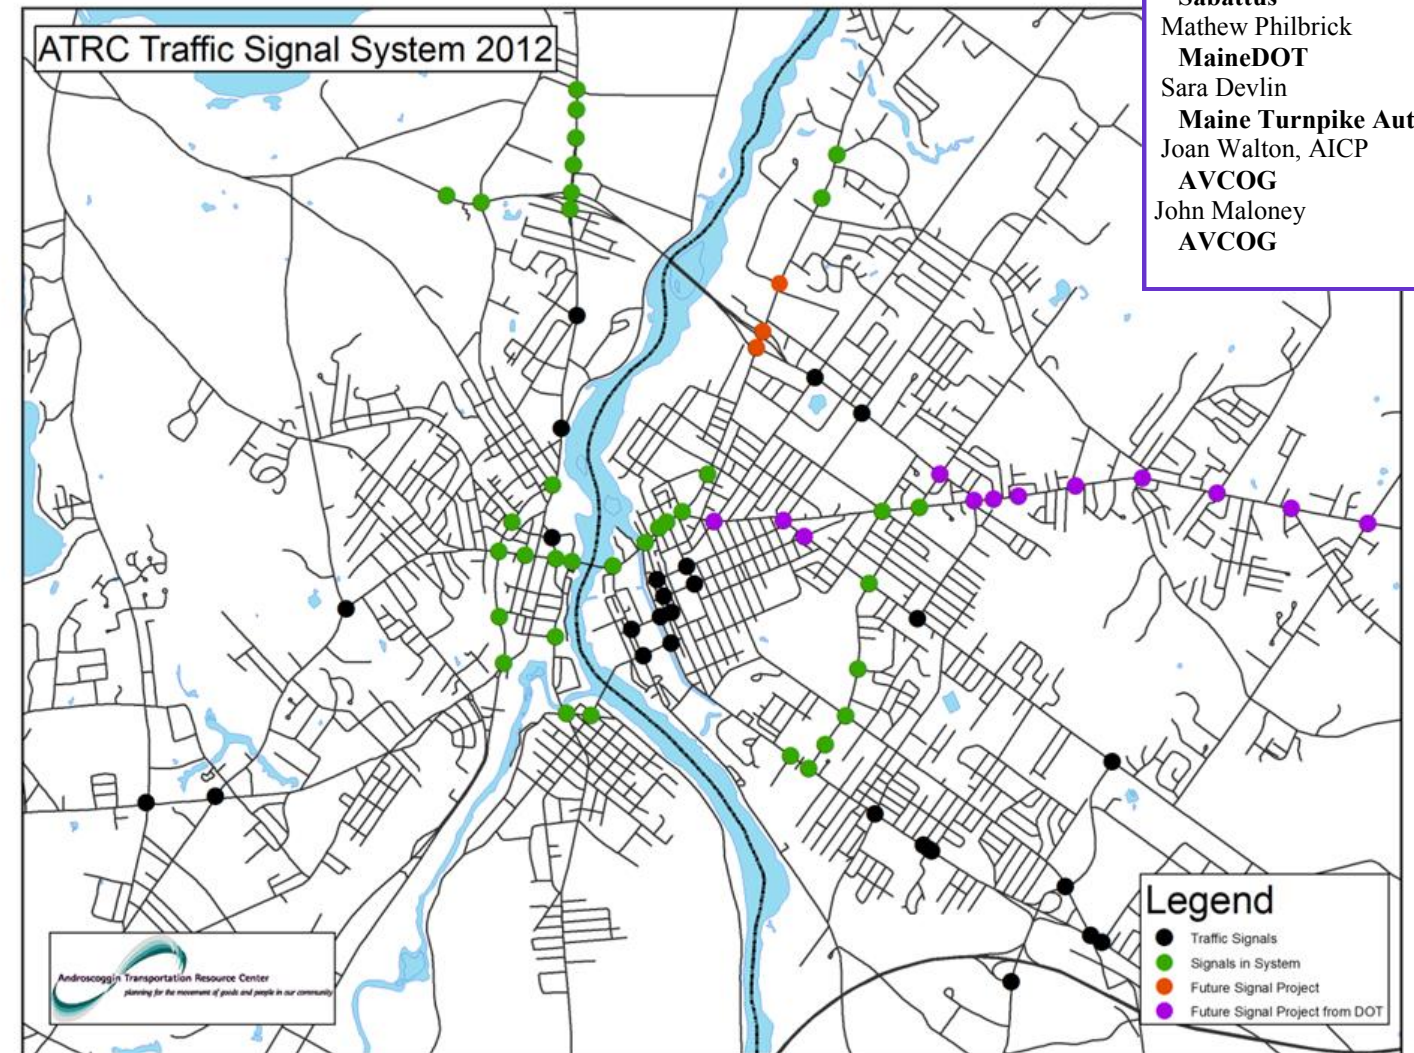 ATRC Traffic Signal System 2012
Sabattus
Mathew Philbrick
MaineDOT
Sara Devlin
Maine Turnpike Aut
Joan Walton, AICP
AVCOG
John Maloney
AVCOG
Androscoggin Transportation Resource Center
planning for the movement of goods and people in our community
Legend
Traffic Signals
Signals in System
Future Signal Project
Future Signal Project from DOT